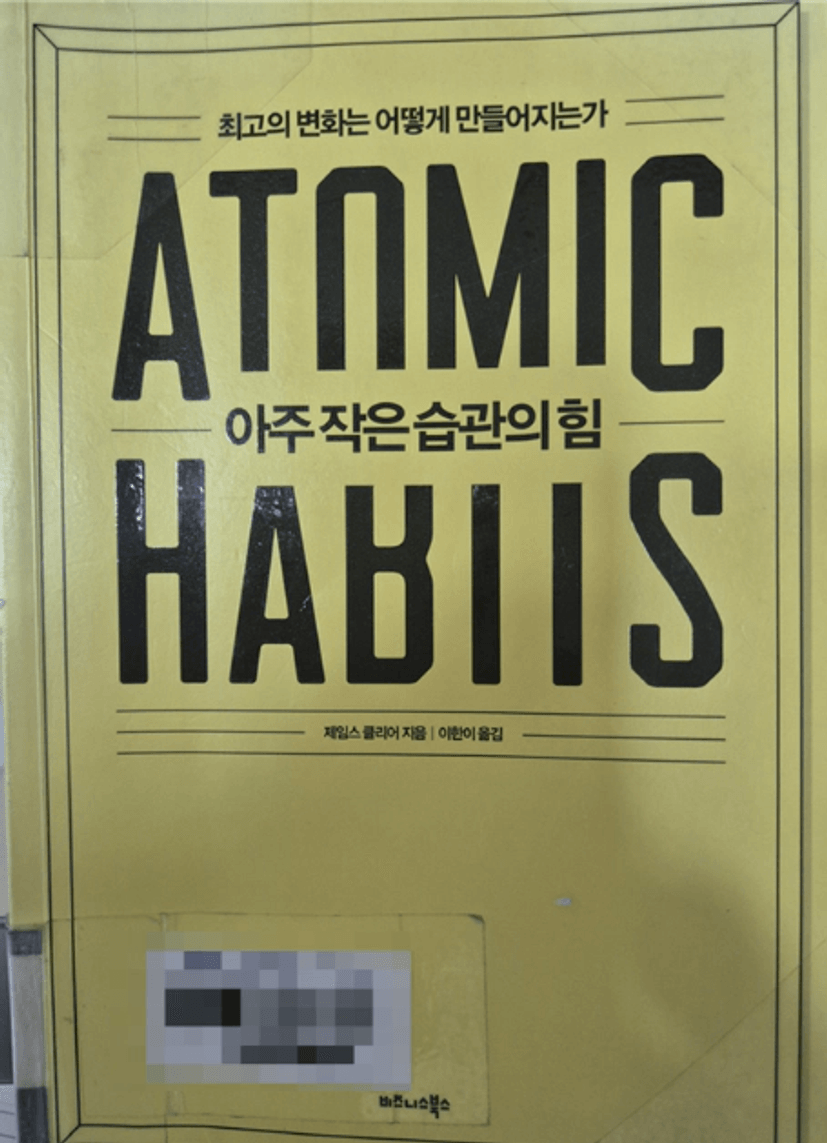 최고의 변화는 어떻게 만들어지는가
ATOMIC
아주 작은 습관의 힘
HABITS
제임스 클리어 지음 | 이한이 옮김
비즈니스북스